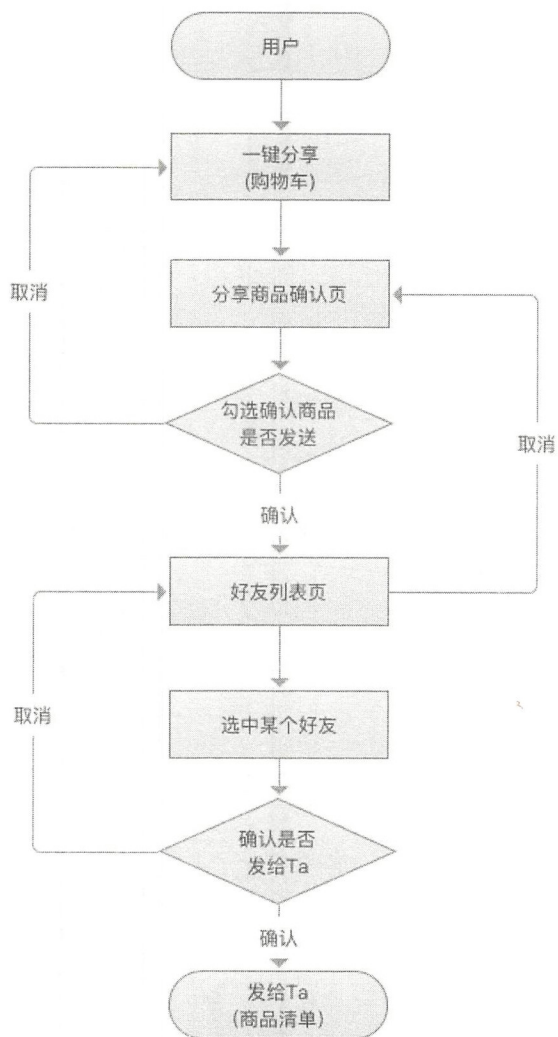 用户
一键分享
(购物车)
分享商品确认页
取消
勾选确认商品
是否发送
取消
确认
好友列表页
取消
选中某个好友
确认是否
发给Ta
确认
发给Ta
(商品清单)